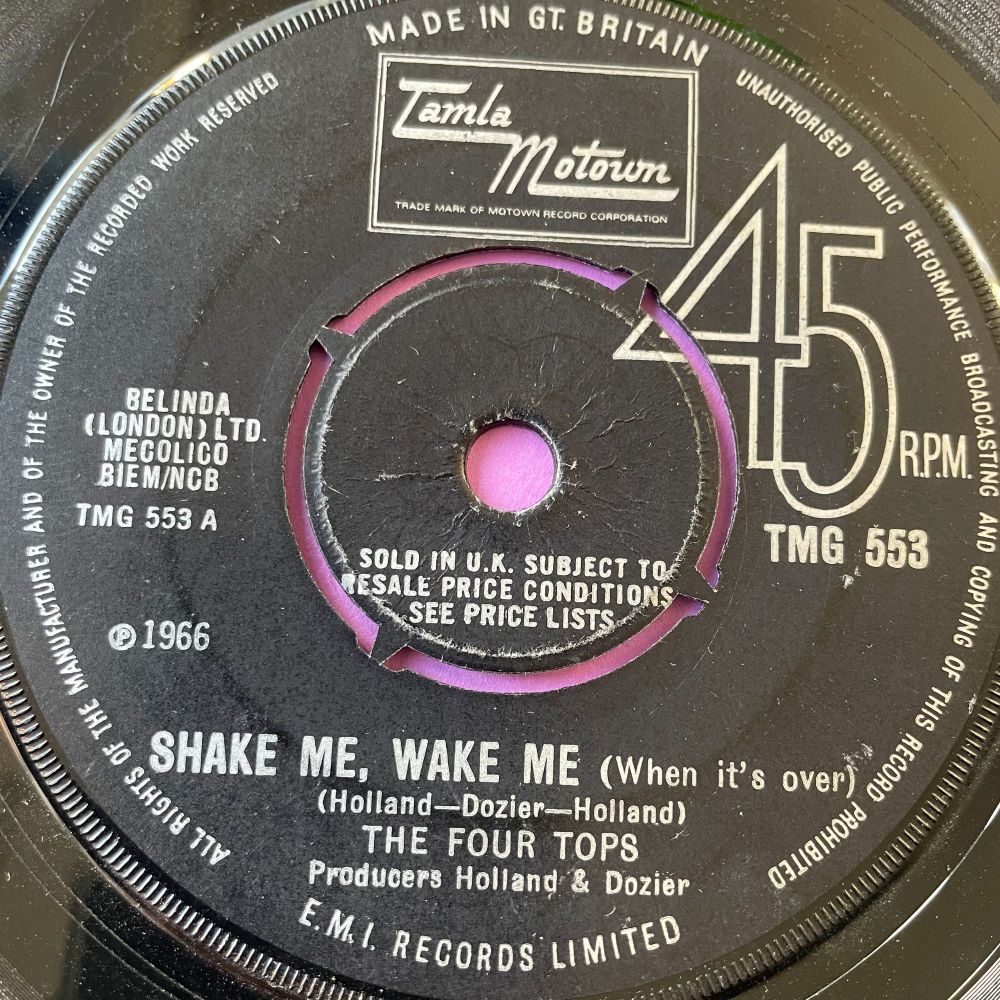 MADE IN GT. BRITAIN
UNAUTHORISED PUBLIC PERFORMANCE BROADCASTING AND COPYING OF THIS RECORD PROHIBITED
ALL RIGHTS OF THE MANUFACTURER AND OF THE OWNER OF THE RECORDED WORK RESERVED
Tamla
Motown
TRADE MARK OF MOTOWN RECORD CORPORATION
45
R.P.M.
TMG 553
BELINDA
(LONDON) LTD.
MECOLICO
BIEM/NCB
TMG 553 A
℗ 1966
SOLD IN U.K. SUBJECT TO
RESALE PRICE CONDITIONS
SEE PRICE LISTS
SHAKE ME, WAKE ME (When it's over)
(Holland—Dozier—Holland)
THE FOUR TOPS
Producers Holland & Dozier
E.M.I. RECORDS LIMITED